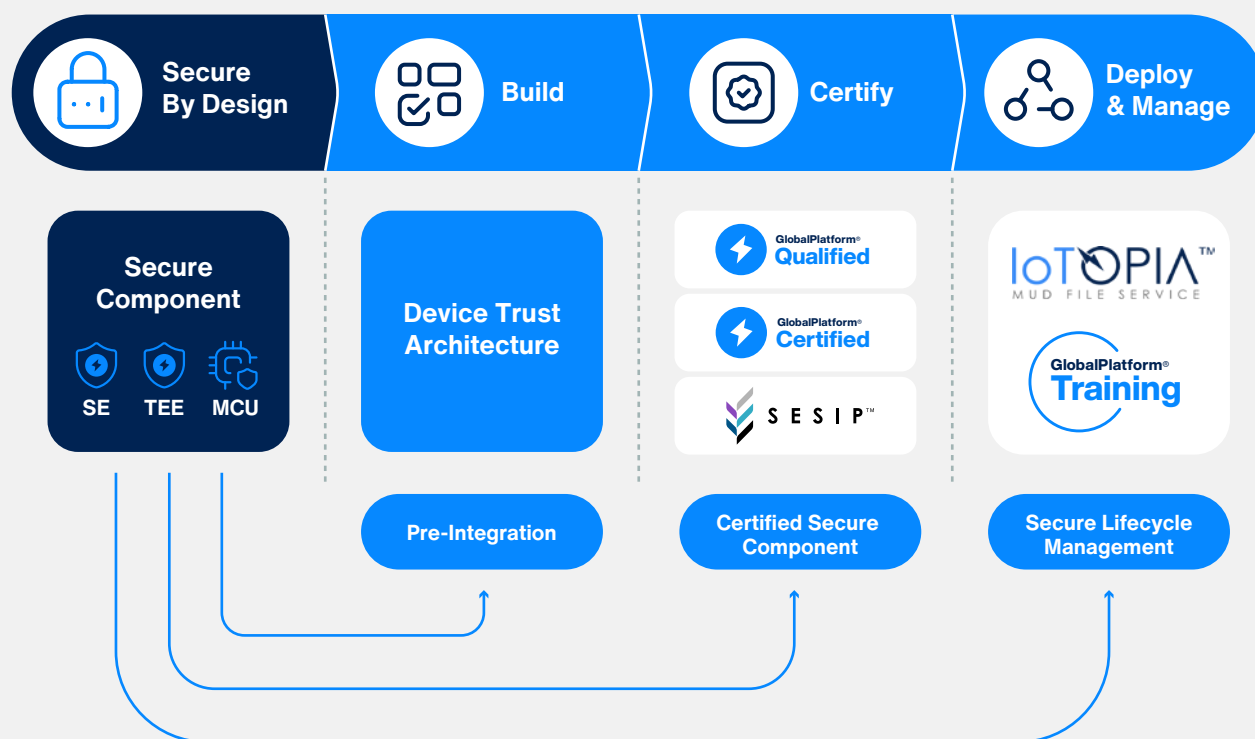 Secure
By Design
Build
Certify
Deploy
& Manage
Secure
Component
SE TEE MCU
Device Trust
Architecture
GlobalPlatform®
Qualified
GlobalPlatform®
Certified
SESIP™
IoTOPIA™
MUD FILE SERVICE
GlobalPlatform®
Training
Pre-Integration
Certified Secure
Component
Secure Lifecycle
Management